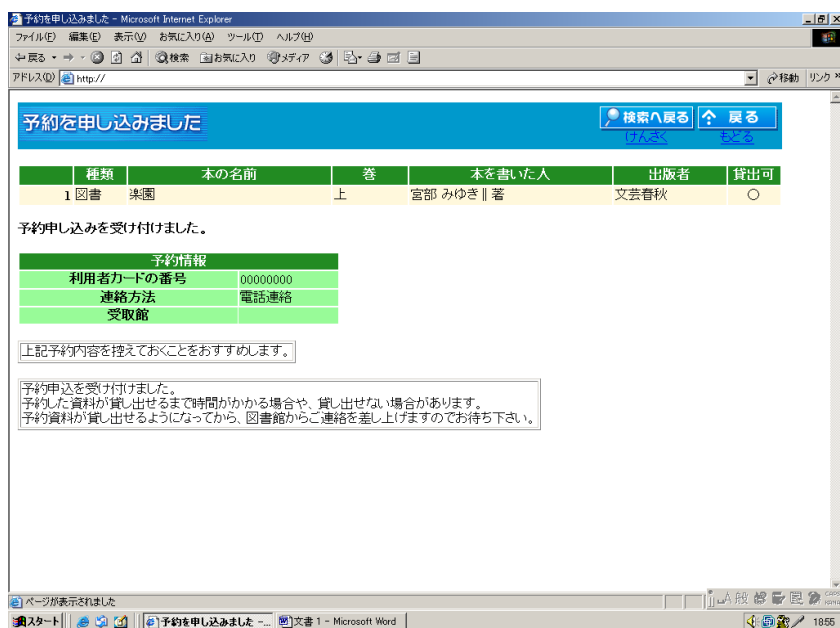 予約を申し込みました - Microsoft Internet Explorer
ファイル(F) 編集(E) 表示(V) お気に入り(A) ツール(T) ヘルプ(H)
戻る 検索 お気に入り メディア
アドレス(D) http:// 移動 リンク »
予約を申し込みました 検索へ戻る 戻る
けんさく もどる
種類 本の名前 巻 本を書いた人 出版者 貸出可
1 図書 楽園 上 宮部 みゆき‖著 文芸春秋 ○
予約申し込みを受け付けました。
予約情報
利用者カードの番号 00000000
連絡方法 電話連絡
受取館
上記予約内容を控えておくことをおすすめします。
予約申込を受け付けました。
予約した資料が貸し出せるまで時間がかかる場合や、貸し出せない場合があります。
予約資料が貸し出せるようになってから、図書館からご連絡を差し上げますのでお待ち下さい。
ページが表示されました
A 般
スタート 予約を申し込みました -... 文書 1 - Microsoft Word 18:55